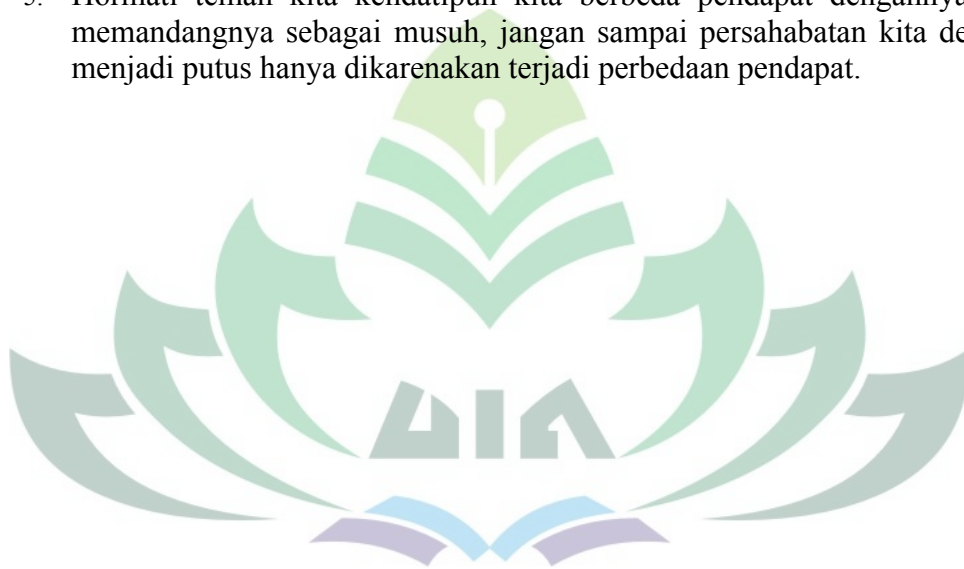 Hormati teman kita kendatipun kita berbeda pendapat dengannya
memandangnya sebagai musuh, jangan sampai persahabatan kita de
menjadi putus hanya dikarenakan terjadi perbedaan pendapat.
UIN